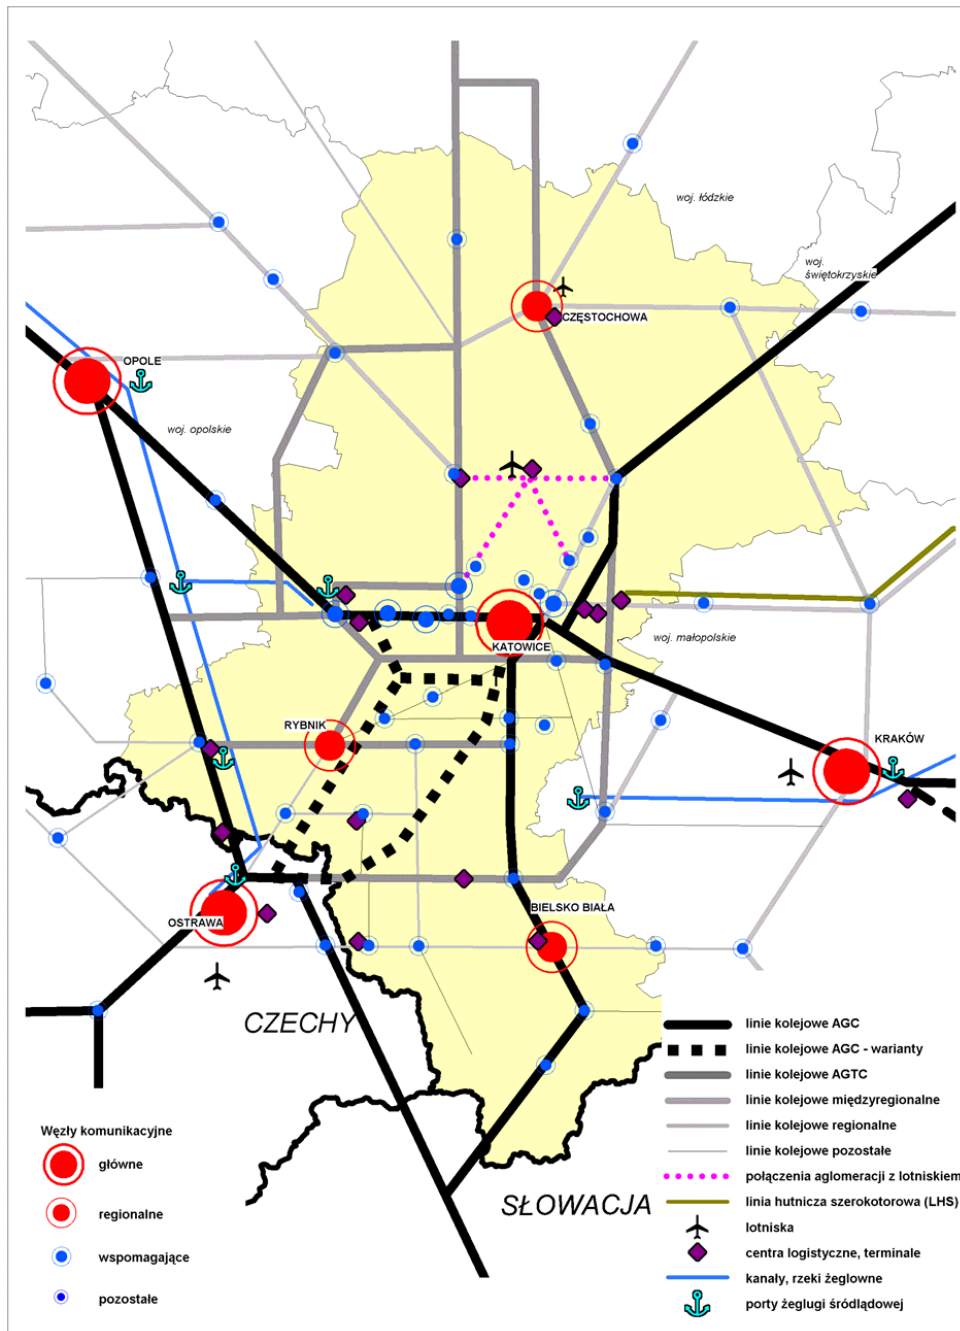 woj. łódzkie
woj.
świętokrzyskie
CZĘSTOCHOWA
OPOLE
woj. opolskie
woj. małopolskie
KATOWICE
RYBNIK
KRAKÓW
BIELSKO BIAŁA
OSTRAWA
CZECHY
SŁOWACJA
Węzły komunikacyjne
główne
regionalne
wspomagające
pozostałe
linie kolejowe AGC
linie kolejowe AGC - warianty
linie kolejowe AGTC
linie kolejowe międzyregionalne
linie kolejowe regionalne
linie kolejowe pozostałe
połączenia aglomeracji z lotniskiem
linia hutnicza szerokotorowa (LHS)
lotniska
centra logistyczne, terminale
kanały, rzeki żeglowne
porty żeglugi śródlądowej